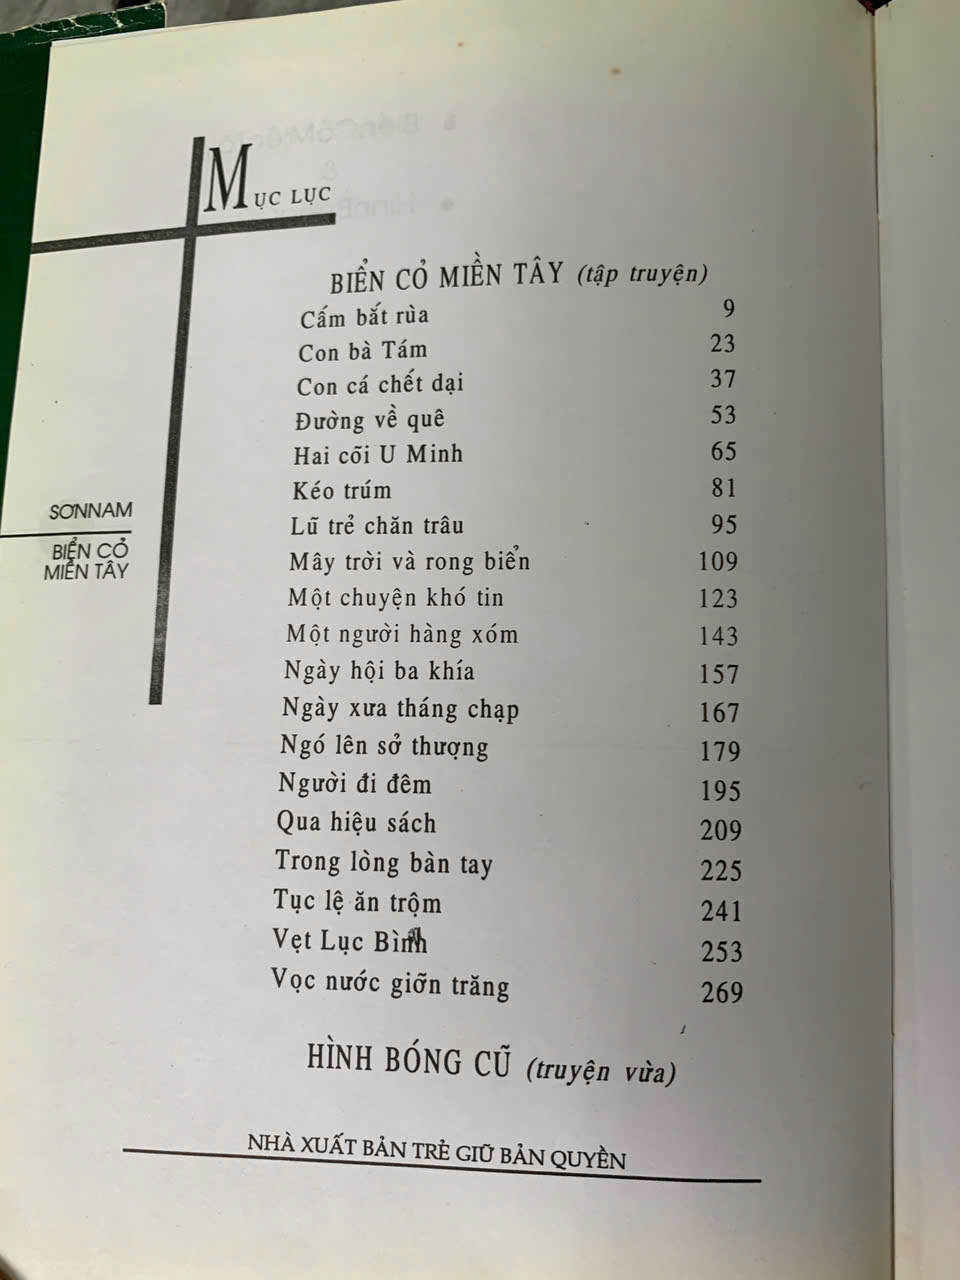 MỤC LỤC
BIỂN CỎ MIỀN TÂY (tập truyện)
Cấm bắt rùa 9
Con bà Tám 23
Con cá chết dại 37
Đường về quê 53
Hai cõi U Minh 65
Kéo trúm 81
Lũ trẻ chăn trâu 95
Mây trời và rong biển 109
Một chuyện khó tin 123
Một người hàng xóm 143
Ngày hội ba khía 157
Ngày xưa tháng chạp 167
Ngó lên sở thượng 179
Người đi đêm 195
Qua hiệu sách 209
Trong lòng bàn tay 225
Tục lệ ăn trộm 241
Vẹt Lục Bình 253
Vọc nước giỡn trăng 269
HÌNH BÓNG CŨ (truyện vừa)
SƠNNAM
BIỂN CỎ
MIỀN TÂY
NHÀ XUẤT BẢN TRẺ GIỮ BẢN QUYỀN